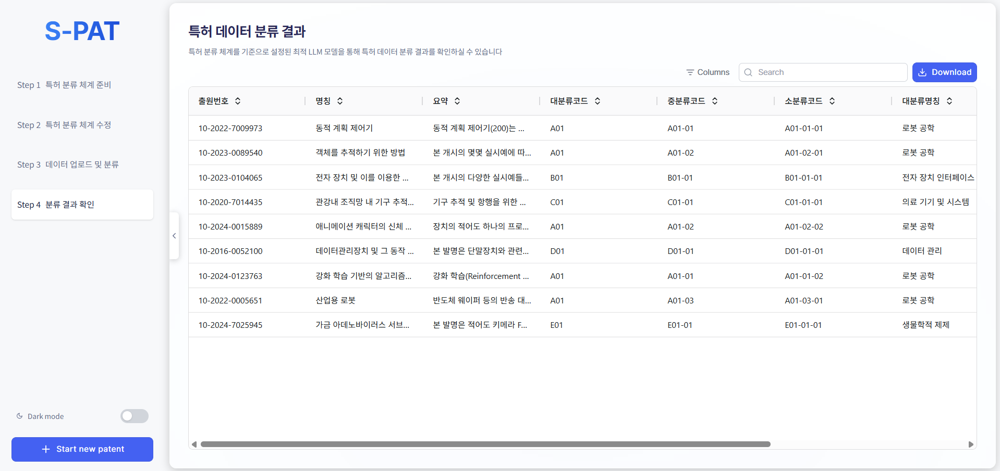 S-PAT
Step 1 특허 분류 체계 준비
Step 2 특허 분류 체계 수정
Step 3 데이터 업로드 및 분류
Step 4 분류 결과 확인
Dark mode
Start new patent
특허 데이터 분류 결과
특허 분류 체계를 기준으로 설정된 최적 LLM 모델을 통해 특허 데이터 분류 결과를 확인하실 수 있습니다
Columns Search Download
출원번호 명칭 요약 대분류코드 중분류코드 소분류코드 대분류명칭
10-2022-7009973 동적 계획 제어기 동적 계획 제어기(200)는 ... A01 A01-01 A01-01-01 로봇 공학
10-2023-0089540 객체를 추적하기 위한 방법 본 개시의 몇몇 실시예에 따... A01 A01-02 A01-02-01 로봇 공학
10-2023-0104065 전자 장치 및 이를 이용한 ... 본 개시의 다양한 실시예들... B01 B01-01 B01-01-01 전자 장치 인터페이스
10-2020-7014435 관강내 조직망 내 기구 추적... 기구 추적 및 항행을 위한 ... C01 C01-01 C01-01-01 의료 기기 및 시스템
10-2024-0015889 애니메이션 캐릭터의 신체 ... 장치의 적어도 하나의 프로... A01 A01-02 A01-02-02 로봇 공학
10-2016-0052100 데이터관리장치 및 그 동작 ... 본 발명은 단말장치와 관련... D01 D01-01 D01-01-01 데이터 관리
10-2024-0123763 강화 학습 기반의 알고리즘... 강화 학습(Reinforcement ... A01 A01-01 A01-01-02 로봇 공학
10-2022-0005651 산업용 로봇 반도체 웨이퍼 등의 반송 대... A01 A01-03 A01-03-01 로봇 공학
10-2024-7025945 가금 아데노바이러스 서브... 본 발명은 적어도 키메라 F... E01 E01-01 E01-01-01 생물학적 제제